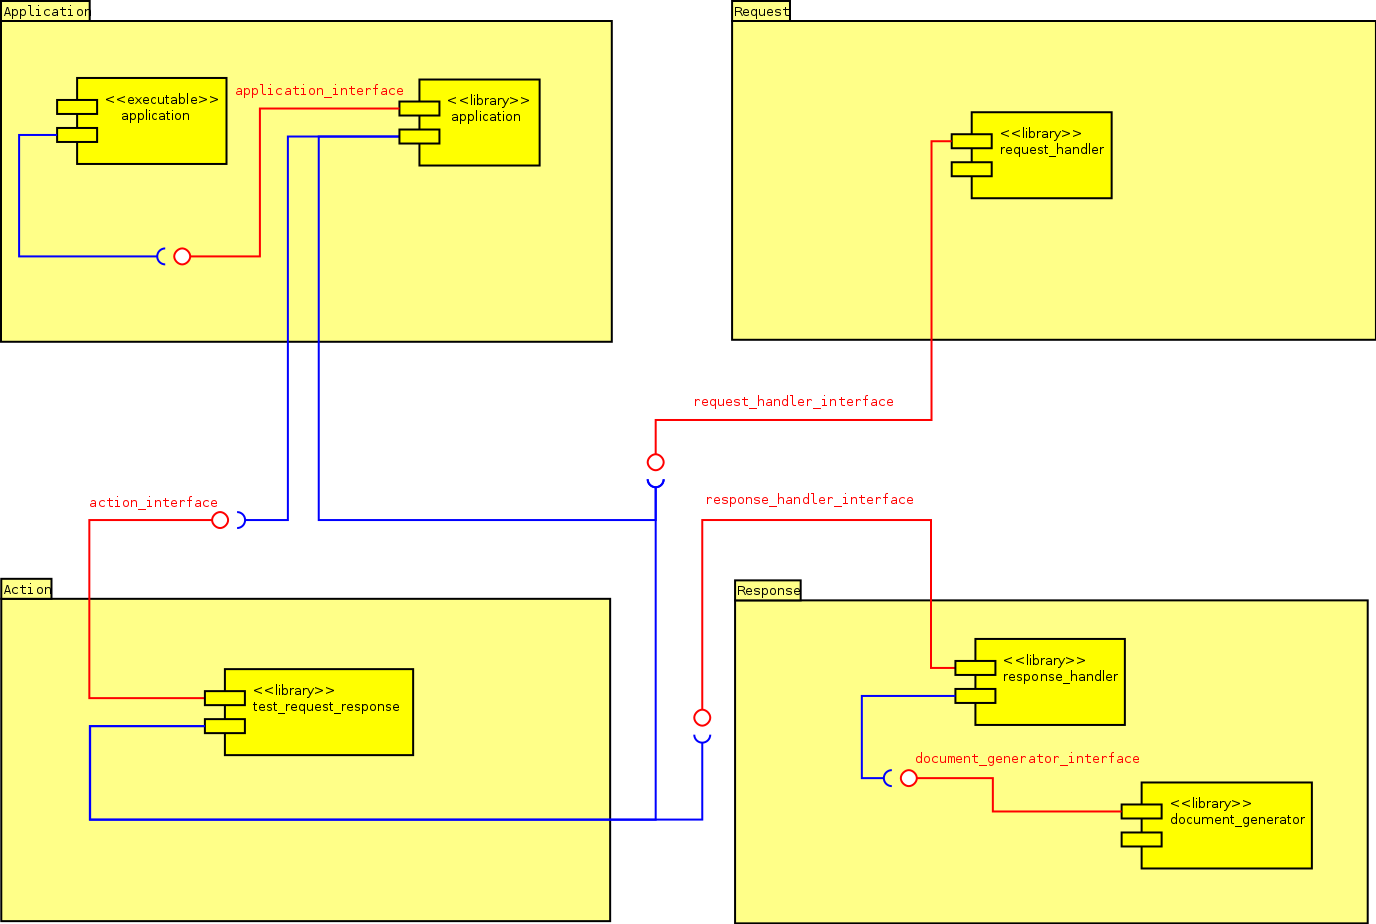 Application
Request
<<executable>>
application
application_interface
<<library>>
application
<<library>>
request_handler
request_handler_interface
action_interface
response_handler_interface
Action
Response
<<library>>
test_request_response
<<library>>
response_handler
document_generator_interface
<<library>>
document_generator